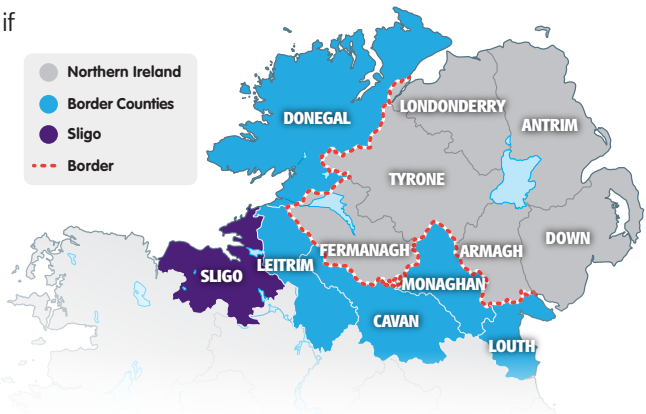 if
Northern Ireland
Border Counties
Sligo
Border
DONEGAL
LONDONDERRY
ANTRIM
TYRONE
FERMANAGH
ARMAGH
DOWN
SLIGO
LEITRIM
MONAGHAN
CAVAN
LOUTH